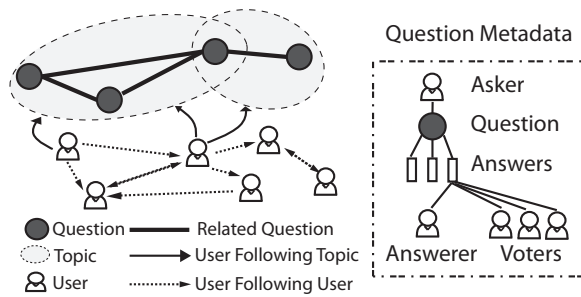 Question Metadata
Asker
Question
Answers
Answerer Voters
Question Related Question
Topic User Following Topic
User User Following User